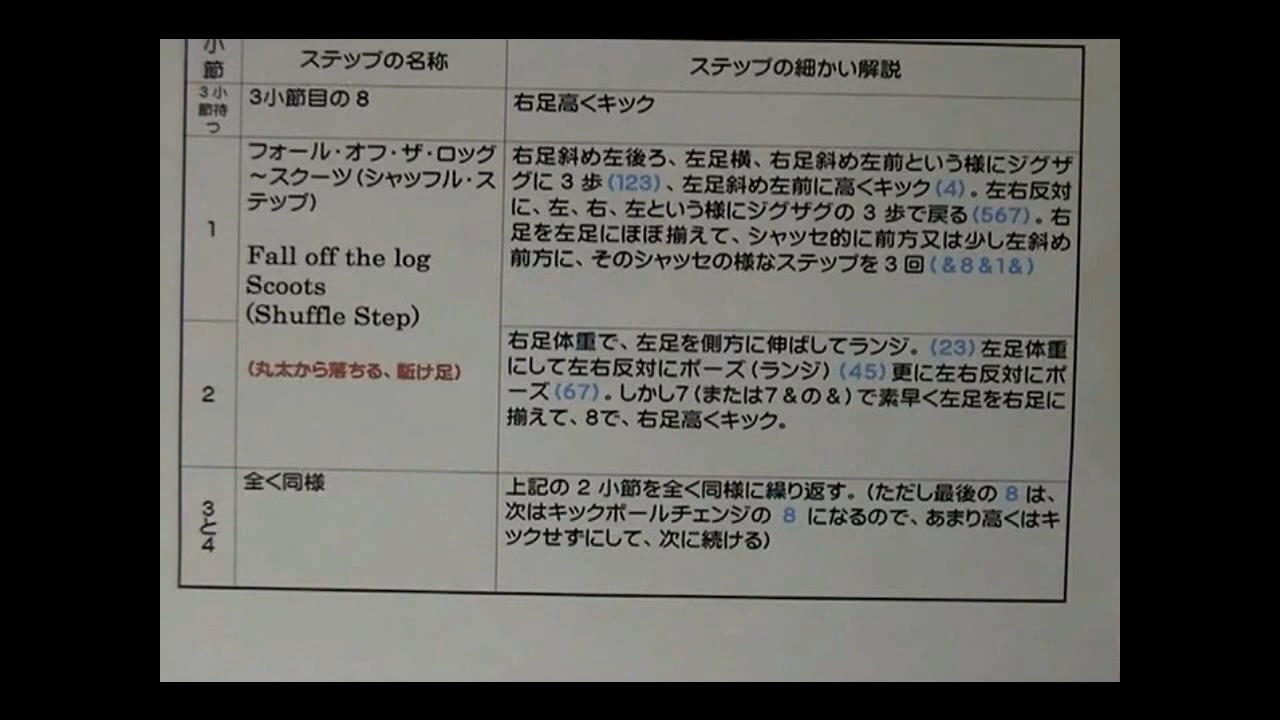 小節
ステップの名称
ステップの細かい解説
3小
節待
つ
3小節目の8
右足高くキック
1
フォール・オフ・ザ・ロッグ
～スクーツ(シャッフル・ス
テップ)
Fall off the log
Scoots
(Shuffle Step)
(丸太から落ちる、駈け足)
右足斜め左後ろ、左足横、右足斜め左前という様にジグザ
グに3歩(123)、左足斜め左前に高くキック(4)。左右反対
に、左、右、左という様にジグザグの3歩で戻る(567)。右
足を左足にほぼ揃えて、シャッセ的に前方又は少し左斜め
前方に、そのシャッセの様なステップを3回(&8&1&)
2
右足体重で、左足を側方に伸ばしてランジ。(23)左足体重
にして左右反対にポーズ(ランジ)(45)更に左右反対にポ
ーズ(67)。しかし7(または7&の&)で素早く左足を右足に
揃えて、8で、右足高くキック。
3と4
全く同様
上記の2小節を全く同様に繰り返す。(ただし最後の8は、
次はキックボールチェンジの8になるので、あまり高くはキ
ックせずにして、次に続ける)